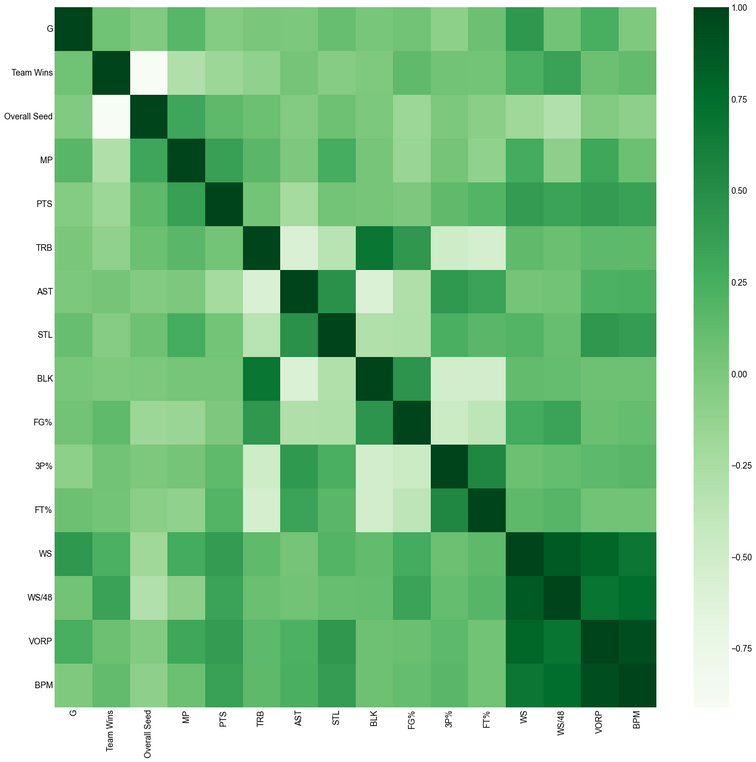 G
Team Wins
Overall Seed
MP
PTS
TRB
AST
STL
BLK
FG%
3P%
FT%
WS
WS/48
VORP
BPM
G
Team Wins
Overall Seed
MP
PTS
TRB
AST
STL
BLK
FG%
3P%
FT%
WS
WS/48
VORP
BPM
1.00
0.75
0.50
0.25
0.00
−0.25
−0.50
−0.75